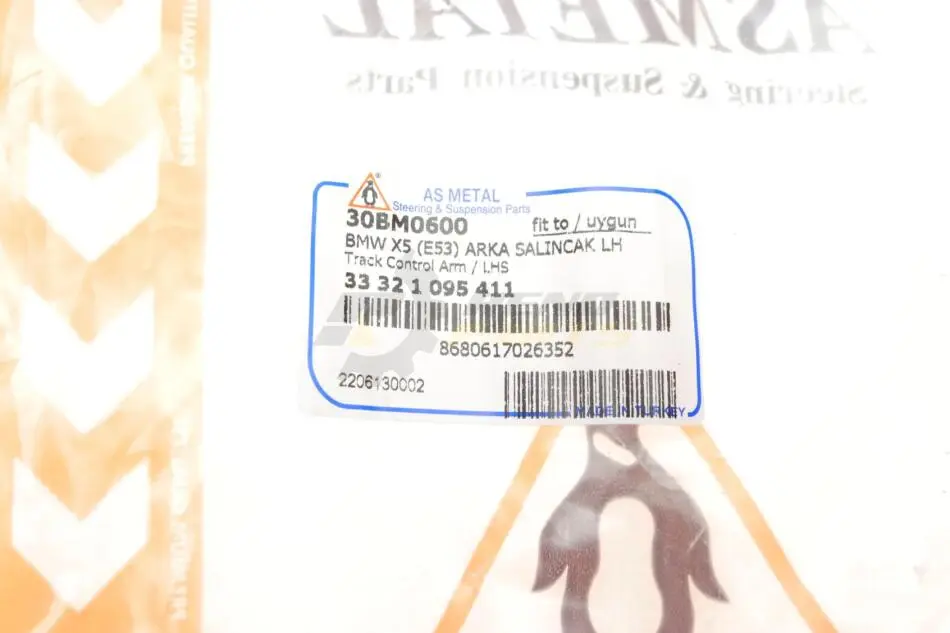 ASMETAL
Steering & Suspension Parts
AS METAL
Steering & Suspension Parts
30BM0600
fit to / uygun
BMW X5 (E53) ARKA SALINCAK LH
Track Control Arm / LHS
33 32 1 095 411
8680617026352
2206130002
MADE IN TURKEY